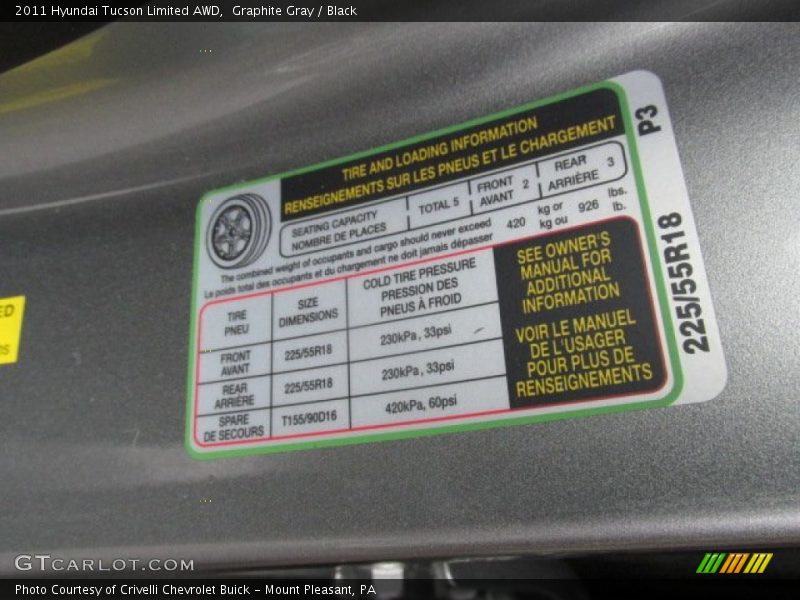 2011 Hyundai Tucson Limited AWD,  Graphite Gray / Black
TIRE AND LOADING INFORMATION
RENSEIGNEMENTS SUR LES PNEUS ET LE CHARGEMENT
SEATING CAPACITY
NOMBRE DE PLACES
TOTAL 5
FRONT
AVANT 2
REAR
ARRIÈRE 3
The combined weight of occupants and cargo should never exceed 420 kg or 926 lbs.
Le poids total des occupants et du chargement ne doit jamais dépasser kg ou lb.
TIRE
PNEU
SIZE
DIMENSIONS
COLD TIRE PRESSURE
PRESSION DES
PNEUS À FROID
FRONT
AVANT
225/55R18
230kPa, 33psi
REAR
ARRIÈRE
225/55R18
230kPa, 33psi
SPARE
DE SECOURS
T155/90D16
420kPa, 60psi
SEE OWNER'S
MANUAL FOR
ADDITIONAL
INFORMATION
VOIR LE MANUEL
DE L'USAGER
POUR PLUS DE
RENSEIGNEMENTS
225/55R18
P3
GTCARLOT.COM
Photo Courtesy of Crivelli Chevrolet Buick - Mount Pleasant, PA